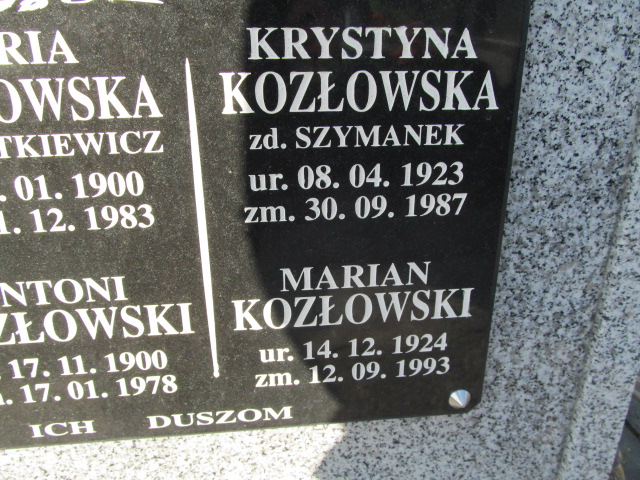 RIA
ŁOWSKA
TKIEWICZ
. 01. 1900
1. 12. 1983
NTONI
ZŁOWSKI
. 17. 11. 1900
. 17. 01. 1978
KRYSTYNA
KOZŁOWSKA
zd. SZYMANEK
ur. 08. 04. 1923
zm. 30. 09. 1987
MARIAN
KOZŁOWSKI
ur. 14. 12. 1924
zm. 12. 09. 1993
ICH DUSZOM